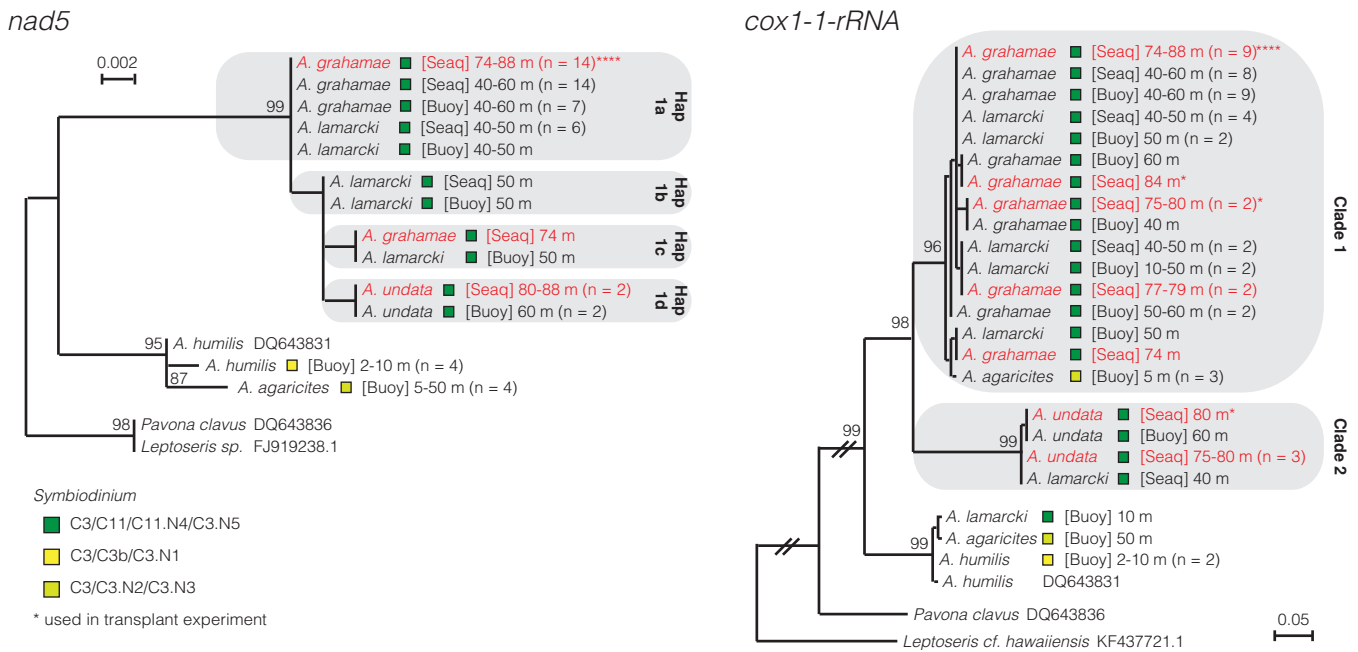 nad5
0.002
99
A. grahamae [Seaq] 74-88 m (n = 14)****
A. grahamae [Seaq] 40-60 m (n = 14)
A. grahamae [Buoy] 40-60 m (n = 7)
A. lamarcki [Seaq] 40-50 m (n = 6)
A. lamarcki [Buoy] 40-50 m
Hap 1a
A. lamarcki [Seaq] 50 m
A. lamarcki [Buoy] 50 m
Hap 1b
A. grahamae [Seaq] 74 m
A. lamarcki [Buoy] 50 m
Hap 1c
A. undata [Seaq] 80-88 m (n = 2)
A. undata [Buoy] 60 m (n = 2)
Hap 1d
95
A. humilis DQ643831
A. humilis [Buoy] 2-10 m (n = 4)
87
A. agaricites [Buoy] 5-50 m (n = 4)
98
Pavona clavus DQ643836
Leptoseris sp. FJ919238.1
Symbiodinium
C3/C11/C11.N4/C3.N5
C3/C3b/C3.N1
C3/C3.N2/C3.N3
* used in transplant experiment
cox1-1-rRNA
A. grahamae [Seaq] 74-88 m (n = 9)****
A. grahamae [Seaq] 40-60 m (n = 8)
A. grahamae [Buoy] 40-60 m (n = 9)
A. lamarcki [Seaq] 40-50 m (n = 4)
A. lamarcki [Buoy] 50 m (n = 2)
A. grahamae [Buoy] 60 m
A. grahamae [Seaq] 84 m*
A. grahamae [Seaq] 75-80 m (n = 2)*
A. grahamae [Buoy] 40 m
96
A. lamarcki [Seaq] 40-50 m (n = 2)
A. lamarcki [Buoy] 10-50 m (n = 2)
A. grahamae [Seaq] 77-79 m (n = 2)
A. grahamae [Buoy] 50-60 m (n = 2)
98
A. lamarcki [Buoy] 50 m
A. grahamae [Seaq] 74 m
A. agaricites [Buoy] 5 m (n = 3)
Clade 1
A. undata [Seaq] 80 m*
99
99
A. undata [Buoy] 60 m
A. undata [Seaq] 75-80 m (n = 3)
A. lamarcki [Seaq] 40 m
Clade 2
A. lamarcki [Buoy] 10 m
99
A. agaricites [Buoy] 50 m
A. humilis [Buoy] 2-10 m (n = 2)
A. humilis DQ643831
Pavona clavus DQ643836
Leptoseris cf. hawaiiensis KF437721.1
0.05